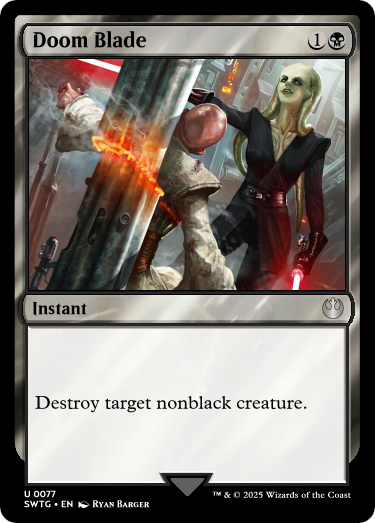 Doom Blade 1
Instant
Destroy target nonblack creature.
U 0077
SWTG • EN Ryan Barger
™ & © 2025 Wizards of the Coast